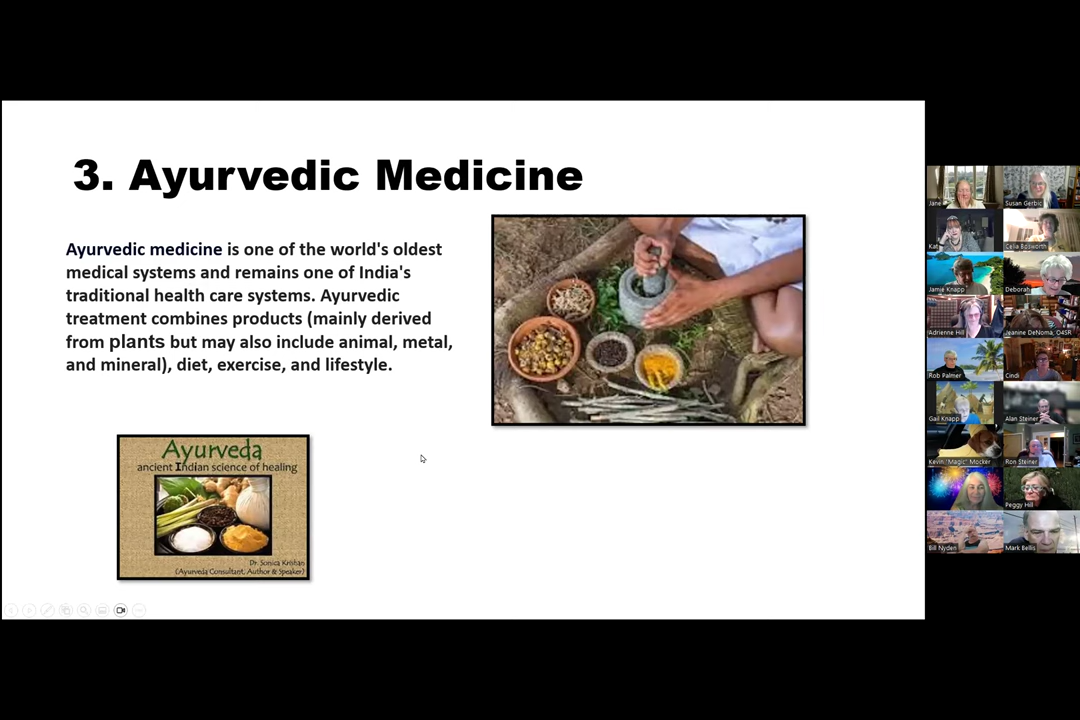 3. Ayurvedic Medicine
Ayurvedic medicine is one of the world's oldest
medical systems and remains one of India's
traditional health care systems. Ayurvedic
treatment combines products (mainly derived
from plants but may also include animal, metal,
and mineral), diet, exercise, and lifestyle.
Ayurveda
ancient Indian science of healing
Dr. Sonica Krishan
(Ayurveda Consultant, Author & Speaker)
Jane
Susan Gerbic
Kat
Celia Bosworth
Jamie Knapp
Deborah
Adrienne Hill
Jeanine DeNoma, O4SR
Rob Palmer
Cindi
Gail Knapp
Alan Steiner
Kevin "Magic" Mocker
Ron Steiner
Peggy Hill
Bill Nyden
Mark Bellis